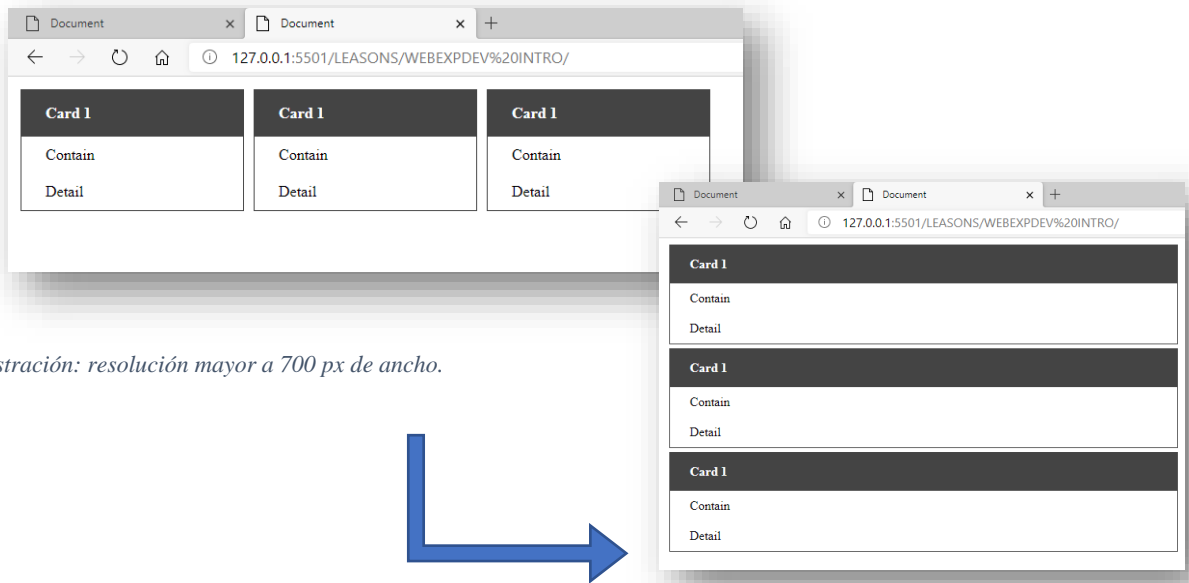 Document Document
127.0.0.1:5501/LEASONS/WEBEXPDEV%20INTRO/
Card 1 Card 1 Card 1
Contain Contain Contain
Detail Detail Detail
Document Document
127.0.0.1:5501/LEASONS/WEBEXPDEV%20INTRO/
Card 1
Contain
Detail
Card 1
Contain
Detail
Card 1
Contain
Detail
stración: resolución mayor a 700 px de ancho.